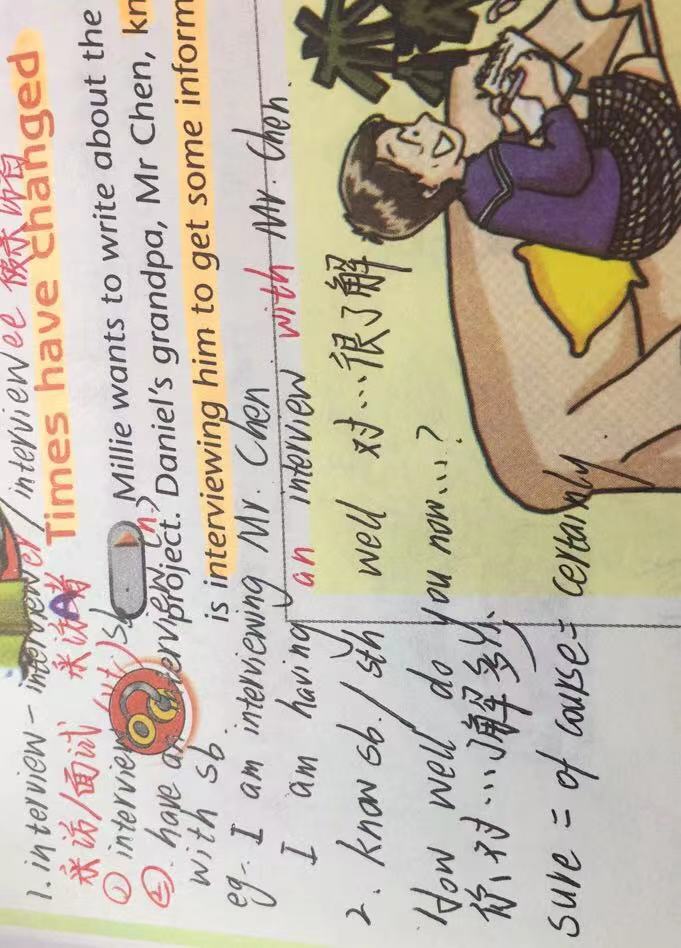 1. interview - interviewer / interviewee 被采访者
采访/面试 采访者
Times have changed
A
① interview (vt.) sb.
② have an interview n.
with sb
Millie wants to write about the
project. Daniel's grandpa, Mr Chen, kn
is interviewing him to get some inform
eg. I am interviewing Mr. Chen
I am having an interview with Mr. Chen.
2. know sb. / sth well 对…很了解
How well do you now...?
你对…了解多少
sure = of course = certainly.